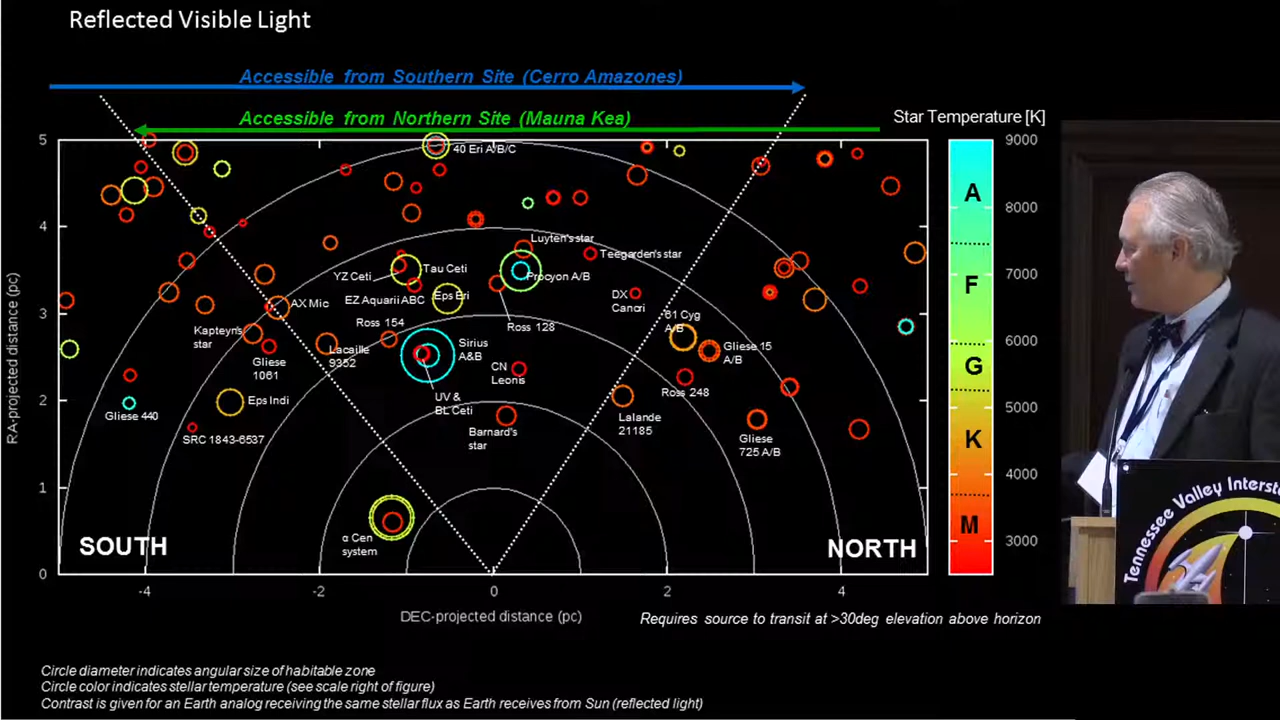 Reflected Visible Light
Accessible from Southern Site (Cerro Amazones)
Accessible from Northern Site (Mauna Kea)
Star Temperature [K]
5
4
3
2
1
0
RA-projected distance (pc)
-4
-2
0
2
4
DEC-projected distance (pc)
40 Eri A/B/C
Luyten's star
Teegarden's star
YZ Ceti
Tau Ceti
Procyon A/B
EZ Aquarii ABC
Eps Eri
DX
Cancri
AX Mic
61 Cyg
A/B
Ross 154
Ross 128
Kapteyn's
star
Gliese
1061
Lacaille
9352
Sirius
A&B
Gliese 15
A/B
CN
Leonis
Ross 248
Eps Indi
UV &
BL Ceti
Gliese 440
Lalande
21185
SRC 1843-6537
Barnard's
star
Gliese
725 A/B
α Cen
system
SOUTH
NORTH
9000
8000
7000
6000
5000
4000
3000
A
F
G
K
M
Requires source to transit at >30deg elevation above horizon
Circle diameter indicates angular size of habitable zone
Circle color indicates stellar temperature (see scale right of figure)
Contrast is given for an Earth analog receiving the same stellar flux as Earth receives from Sun (reflected light)
Tennessee Valley